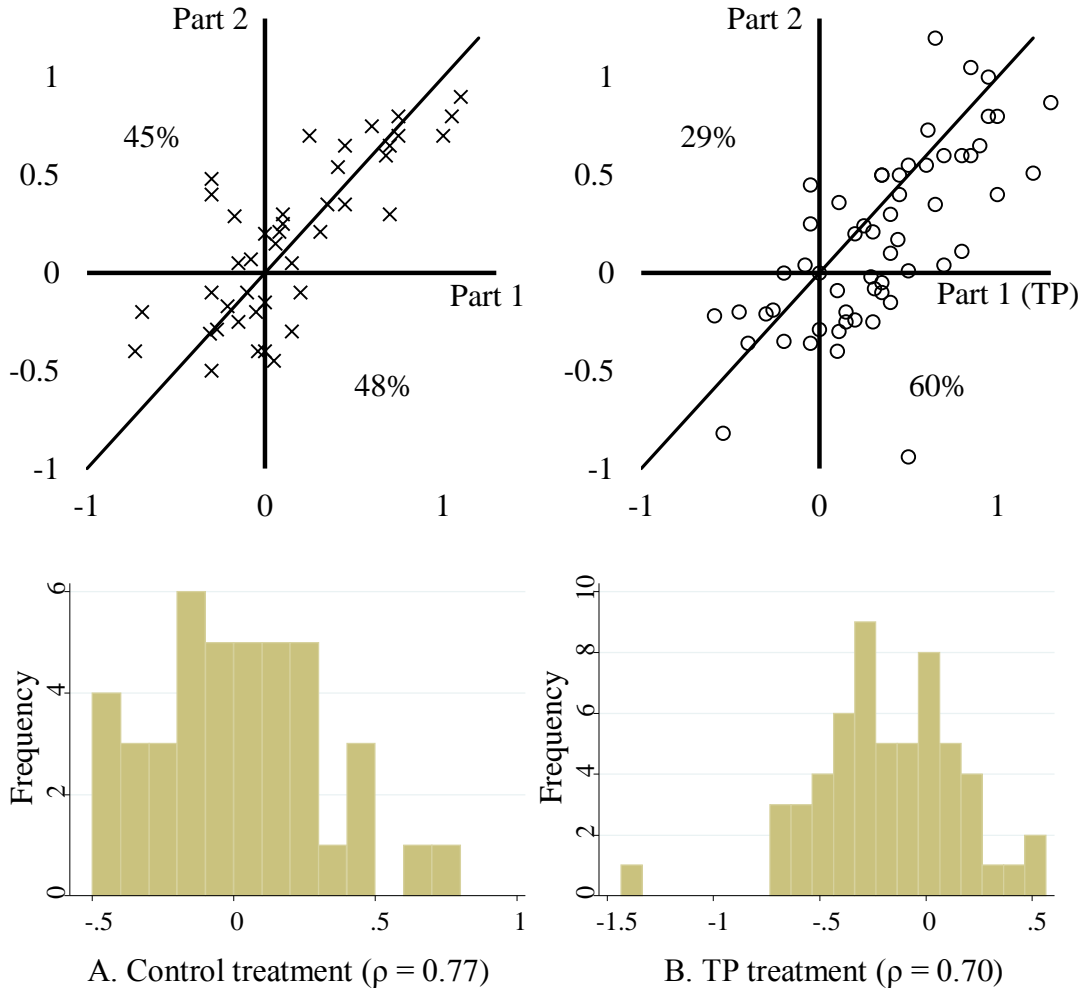 Part 2
1
45%
0.5
0
Part 1
-0.5
48%
-1
-1 0 1
Part 2
1
29%
0.5
0
Part 1 (TP)
-0.5
60%
-1
-1 0 1
Frequency
6
4
2
0
-.5 0 .5 1
A. Control treatment (ρ = 0.77)
Frequency
10
8
6
4
2
0
-1.5 -1 -.5 0 .5
B. TP treatment (ρ = 0.70)